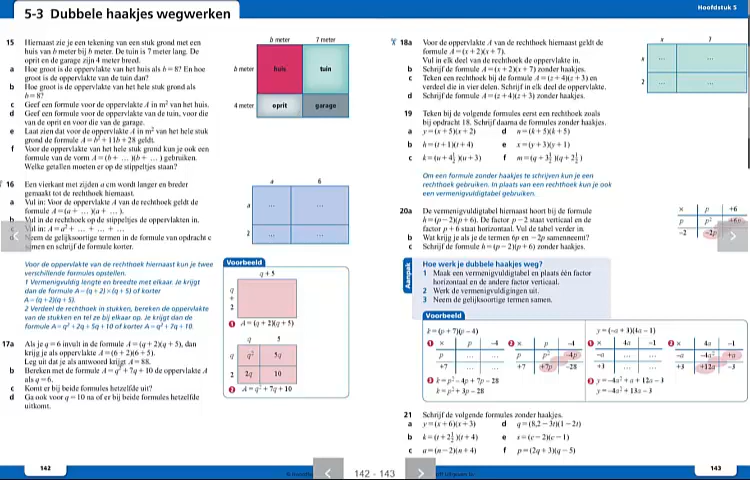 5-3 Dubbele haakjes wegwerken
Hoofdstuk 5
15 Hiernaast zie je een tekening van een stuk grond met een
huis van b meter bij b meter. De tuin is 7 meter lang. De
oprit en de garage zijn 4 meter breed.
a Hoe groot is de oppervlakte van het huis als b = 8? En hoe
groot is de oppervlakte van de tuin dan?
b Hoe groot is de oppervlakte van het hele stuk grond als
b = 8?
c Geef een formule voor de oppervlakte A in m² van het huis.
d Geef een formule voor de oppervlakte van de tuin, voor die
van de oprit en voor die van de garage.
e Laat zien dat voor de oppervlakte A in m² van het hele stuk
grond de formule A = b² + 11b + 28 geldt.
f Voor de oppervlakte van het hele stuk grond kun je ook een
formule van de vorm A = (b + ... )(b + ... ) gebruiken.
Welke getallen moeten er op de stippeltjes staan?
b meter 7 meter
b meter huis tuin
4 meter oprit garage
16 Een vierkant met zijden a cm wordt langer en breder
gemaakt tot de rechthoek hiernaast.
a Vul in: Voor de oppervlakte A van de rechthoek geldt de
formule A = (a + ... )(a + ... ).
b Vul in de rechthoek op de stippeltjes de oppervlakten in.
c Vul in: A = a² + ... + ... + ...
d Neem de gelijksoortige termen in de formule van opdracht c
samen en schrijf de formule korter.
a 6
a ... ...
2 ... ...
Voor de oppervlakte van de rechthoek hiernaast kun je twee
verschillende formules opstellen.
1 Vermenigvuldig lengte en breedte met elkaar. Je krijgt
dan de formule A = (q + 2) × (q + 5) of korter
A = (q + 2)(q + 5).
2 Verdeel de rechthoek in stukken, bereken de oppervlakte
van de stukken en tel ze bij elkaar op. Je krijgt dan de
formule A = q² + 2q + 5q + 10 of korter A = q² + 7q + 10.
Voorbeeld
q + 5
q
+
2
1 A = (q + 2)(q + 5)
q 5
q q² 5q
2 2q 10
2 A = q² + 7q + 10
17a Als je q = 6 invult in de formule A = (q + 2)(q + 5), dan
krijg je als oppervlakte A = (6 + 2)(6 + 5).
Leg uit dat je als antwoord krijgt A = 88.
b Bereken met de formule A = q² + 7q + 10 de oppervlakte A
als q = 6.
c Komt er bij beide formules hetzelfde uit?
d Ga ook voor q = 10 na of er bij beide formules hetzelfde
uitkomt.
142
18a Voor de oppervlakte A van de rechthoek hiernaast geldt de
formule A = (x + 2)(x + 7).
Vul in elk deel van de rechthoek de oppervlakte in.
b Schrijf de formule A = (x + 2)(x + 7) zonder haakjes.
c Teken een rechthoek bij de formule A = (z + 4)(z + 3) en
verdeel die in vier delen. Schrijf in elk deel de oppervlakte.
d Schrijf de formule A = (z + 4)(z + 3) zonder haakjes.
x 7
x ... ...
2 ... ...
19 Teken bij de volgende formules eerst een rechthoek zoals
bij opdracht 18. Schrijf daarna de formules zonder haakjes.
a y = (x + 5)(x + 2) d n = (k + 5)(k + 5)
b h = (t + 1)(t + 4) e x = (y + 3)(y + 1)
c k = (n + 4½)(n + 3) f m = (q + 3½)(q + 2½)
Om een formule zonder haakjes te schrijven kun je een
rechthoek gebruiken. In plaats van een rechthoek kun je ook
een vermenigvuldigtabel gebruiken.
20a De vermenigvuldigtabel hiernaast hoort bij de formule
h = (p − 2)(p + 6). De factor p − 2 staat verticaal en de
factor p + 6 staat horizontaal. Vul de tabel verder in.
b Wat krijg je als je de termen 6p en −2p samenneemt?
c Schrijf de formule h = (p − 2)(p + 6) zonder haakjes.
× p +6
p p² +6p
−2 −2p
Aanpak
Hoe werk je dubbele haakjes weg?
1 Maak een vermenigvuldigtabel en plaats één factor
horizontaal en de andere factor verticaal.
2 Werk de vermenigvuldigingen uit.
3 Neem de gelijksoortige termen samen.
Voorbeeld
k = (p + 7)(p − 4) y = (−a + 3)(4a − 1)
1 × p −4 2 × p −4 1 × 4a −1 2 × 4a −1
p ... ... p p² −4p −a ... ... −a −4a² +a
+7 ... ... +7 +7p −28 +3 ... ... +3 +12a −3
3 k = p² − 4p + 7p − 28 3 y = −4a² + a + 12a − 3
k = p² + 3p − 28 y = −4a² + 13a − 3
21 Schrijf de volgende formules zonder haakjes.
a y = (x + 6)(x + 3) d q = (8,2 − 3t)(1 − 2t)
b k = (t + 2½)(t + 4) e s = (c − 2)(c − 1)
c a = (n − 2)(n + 4) f p = (2q + 3)(q − 5)
142 - 143
143